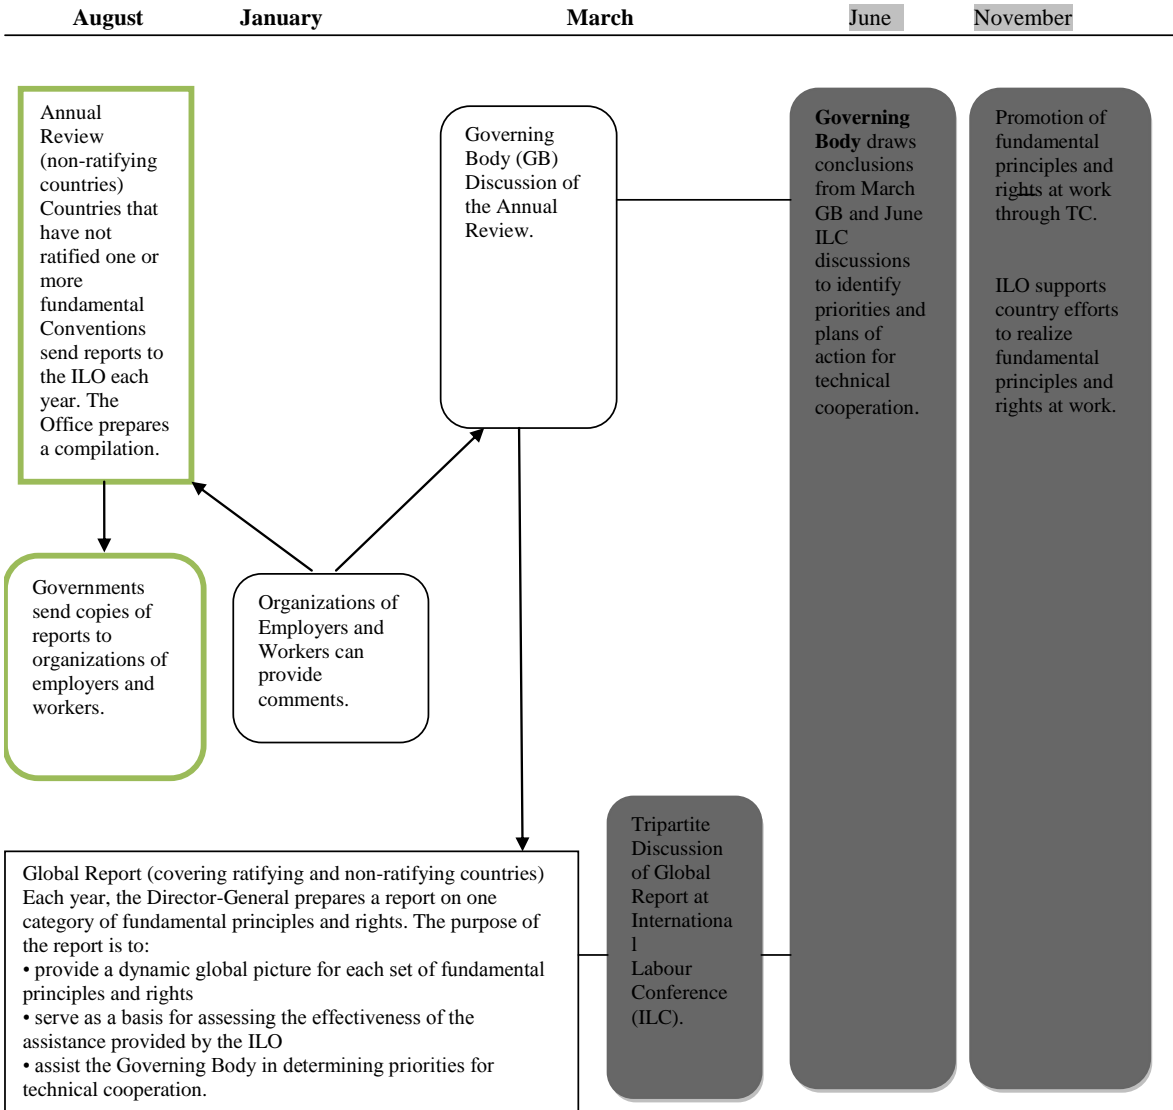 August January March June November
Annual
Review
(non-ratifying
countries)
Countries that
have not
ratified one or
more
fundamental
Conventions
send reports to
the ILO each
year. The
Office prepares
a compilation.
Governments
send copies of
reports to
organizations of
employers and
workers.
Organizations of
Employers and
Workers can
provide
comments.
Governing
Body (GB)
Discussion of
the Annual
Review.
Governing
Body draws
conclusions
from March
GB and June
ILC
discussions
to identify
priorities and
plans of
action for
technical
cooperation.
Promotion of
fundamental
principles and
rights at work
through TC.
ILO supports
country efforts
to realize
fundamental
principles and
rights at work.
Global Report (covering ratifying and non-ratifying countries)
Each year, the Director-General prepares a report on one
category of fundamental principles and rights. The purpose of
the report is to:
• provide a dynamic global picture for each set of fundamental
principles and rights
• serve as a basis for assessing the effectiveness of the
assistance provided by the ILO
• assist the Governing Body in determining priorities for
technical cooperation.
Tripartite
Discussion
of Global
Report at
Internationa
l
Labour
Conference
(ILC).